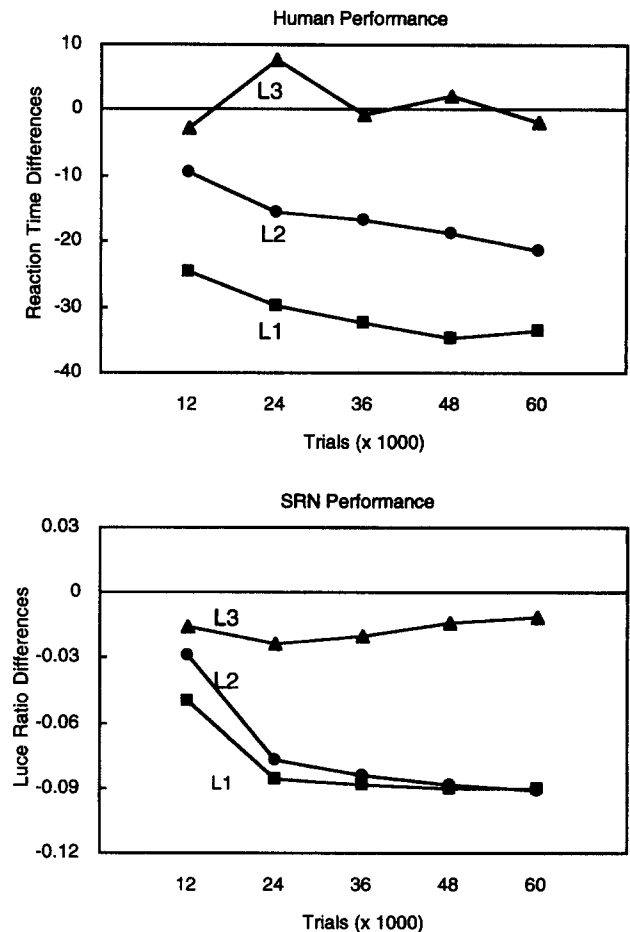 Human Performance
10
0
-10
-20
-30
-40
Reaction Time Differences
L3
L2
L1
12 24 36 48 60
Trials (x 1000)
SRN Performance
0.03
0
-0.03
-0.06
-0.09
-0.12
Luce Ratio Differences
L3
L2
L1
12 24 36 48 60
Trials (x 1000)